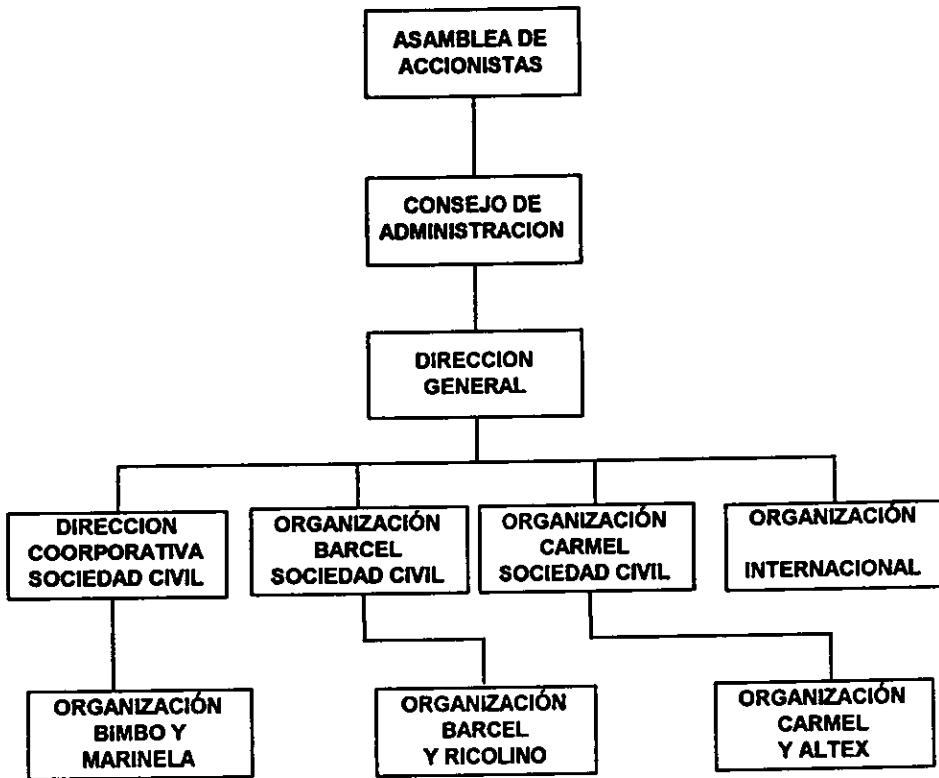 ASAMBLEA DE
ACCIONISTAS
CONSEJO DE
ADMINISTRACION
DIRECCION
GENERAL
DIRECCION
COORPORATIVA
SOCIEDAD CIVIL
ORGANIZACIÓN
BARCEL
SOCIEDAD CIVIL
ORGANIZACIÓN
CARMEL
SOCIEDAD CIVIL
ORGANIZACIÓN
INTERNACIONAL
ORGANIZACIÓN
BIMBO Y
MARINELA
ORGANIZACIÓN
BARCEL
Y RICOLINO
ORGANIZACIÓN
CARMEL
Y ALTEX